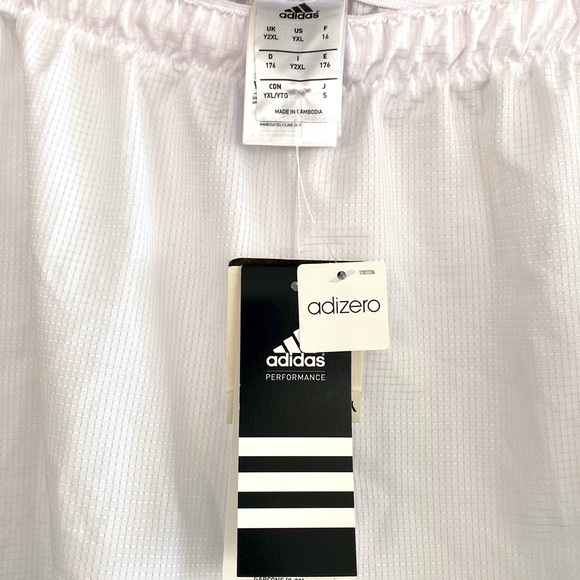 adidas
UK US F
Y2XL YXL 16
D I E
176 Y2XL 176
CDN J
YXL/YTG S
MADE IN CAMBODIA
adizero
adidas
PERFORMANCE